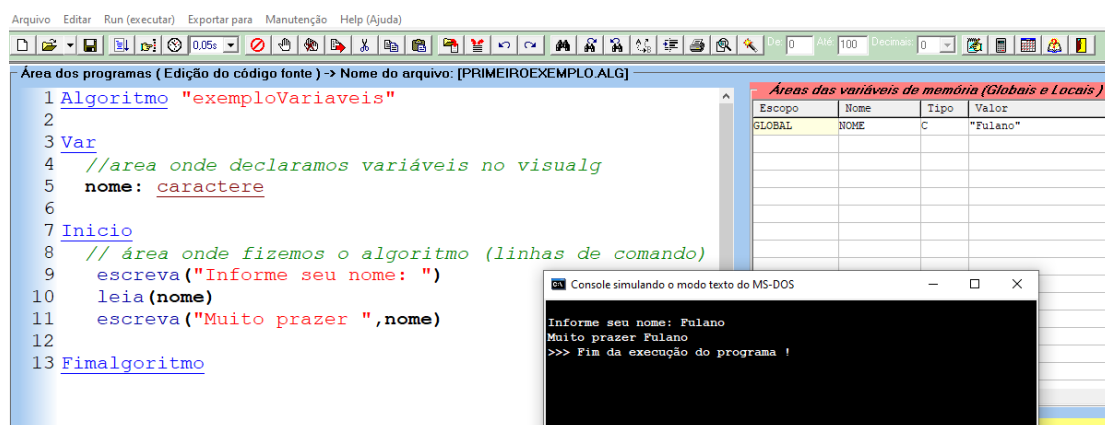 Arquivo Editar Run (executar) Exportar para Manutenção Help (Ajuda)
0,05s De: 0 Até: 100 Decimais: 0
Área dos programas ( Edição do código fonte ) -> Nome do arquivo: [PRIMEIROEXEMPLO.ALG]
1 Algoritmo "exemploVariaveis"
2
3 Var
4 //area onde declaramos variáveis no visualg
5 nome: caractere
6
7 Inicio
8 // área onde fizemos o algoritmo (linhas de comando)
9 escreva("Informe seu nome: ")
10 leia(nome)
11 escreva("Muito prazer ",nome)
12
13 Fimalgoritmo
Áreas das variáveis de memória (Globais e Locais )
Escopo Nome Tipo Valor
GLOBAL NOME C "Fulano"
Console simulando o modo texto do MS-DOS
Informe seu nome: Fulano
Muito prazer Fulano
>>> Fim da execução do programa !